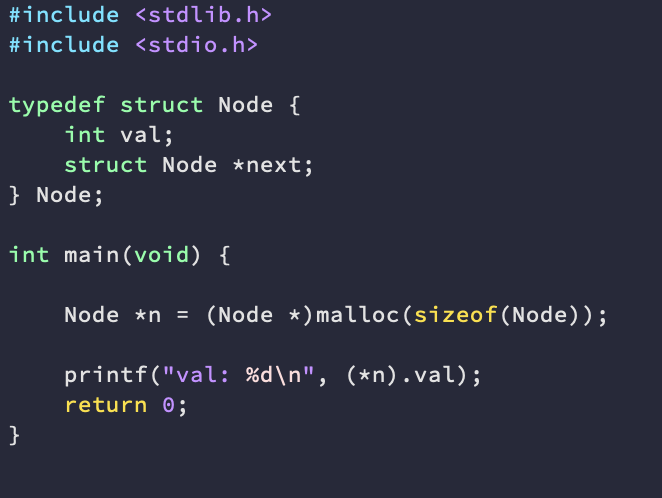 #include <stdlib.h>
#include <stdio.h>
typedef struct Node {
    int val;
    struct Node *next;
} Node;
int main(void) {
    Node *n = (Node *)malloc(sizeof(Node));
    printf("val: %d\n", (*n).val);
    return 0;
}